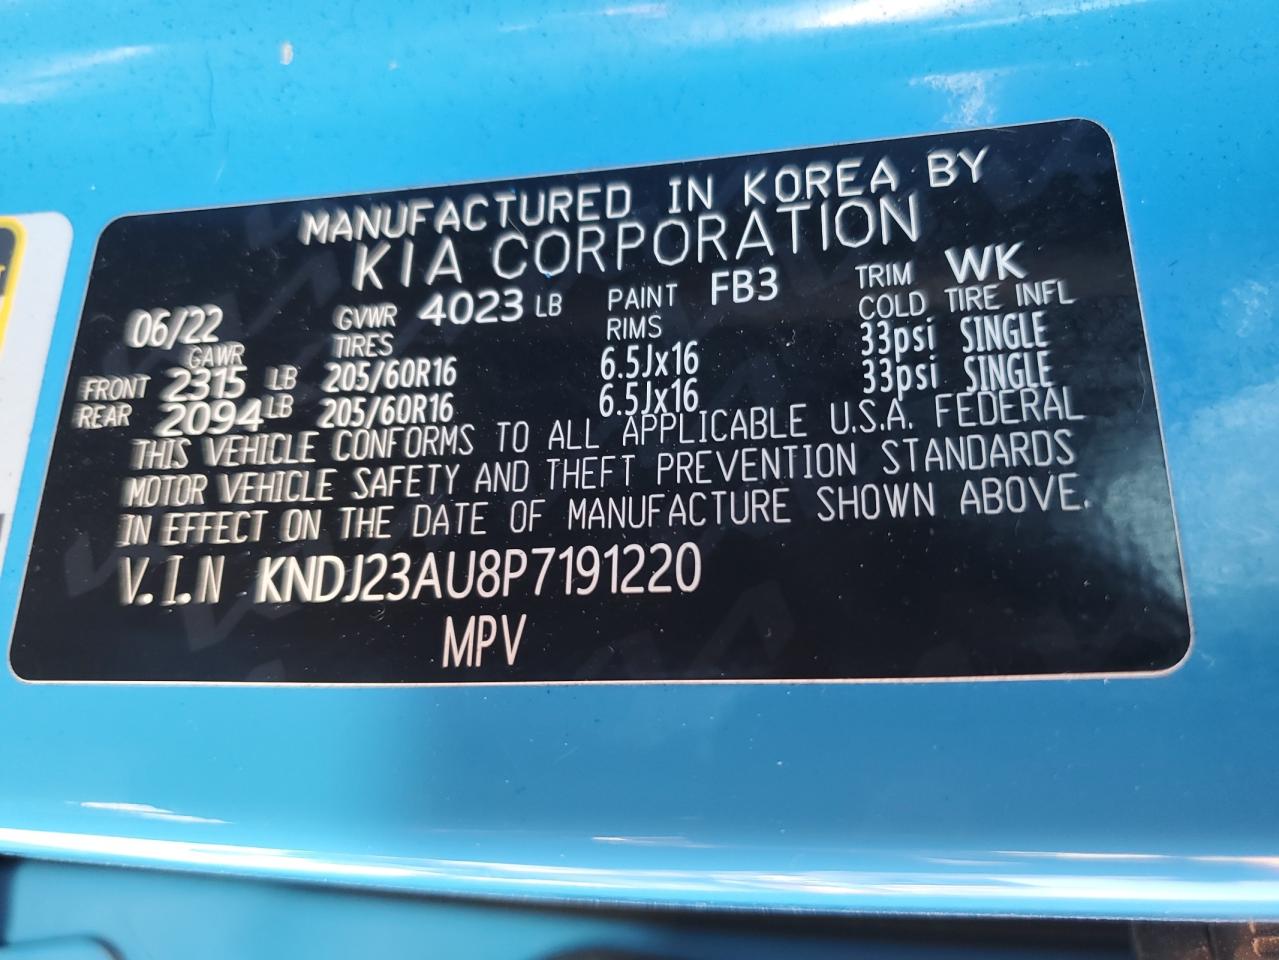 MANUFACTURED IN KOREA BY
KIA CORPORATION
06/22 GVWR 4023 LB PAINT FB3 TRIM WK
GAWR TIRES RIMS COLD TIRE INFL
FRONT 2315 LB 205/60R16 6.5Jx16 33psi SINGLE
REAR 2094 LB 205/60R16 6.5Jx16 33psi SINGLE
THIS VEHICLE CONFORMS TO ALL APPLICABLE U.S.A. FEDERAL
MOTOR VEHICLE SAFETY AND THEFT PREVENTION STANDARDS
IN EFFECT ON THE DATE OF MANUFACTURE SHOWN ABOVE.
V.I.N KNDJ23AU8P7191220
MPV